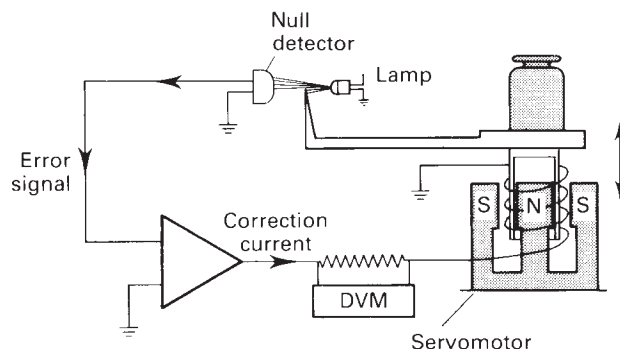 Null
detector
Lamp
Error
signal
Correction
current
S
N
S
DVM
Servomotor